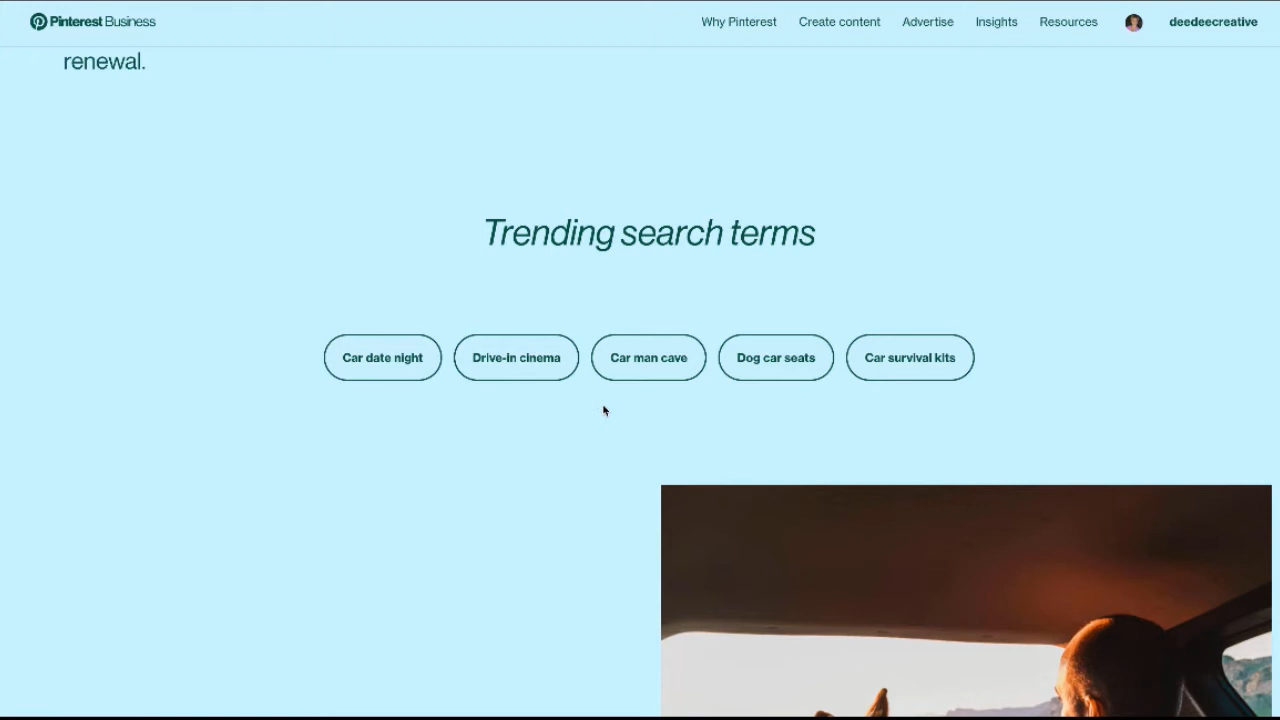 Pinterest Business Why Pinterest Create content Advertise Insights Resources deedeecreative
renewal.
Trending search terms
Car date night Drive-in cinema Car man cave Dog car seats Car survival kits